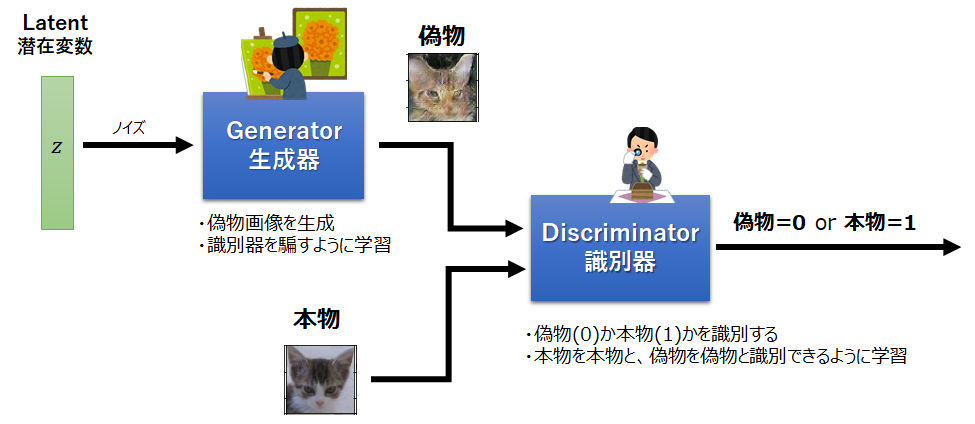 Latent
潜在変数
z
ノイズ
Generator
生成器
・偽物画像を生成
・識別器を騙すように学習
偽物
本物
Discriminator
識別器
・偽物(0)か本物(1)かを識別する
・本物を本物と、偽物を偽物と識別できるように学習
偽物=0 or 本物=1